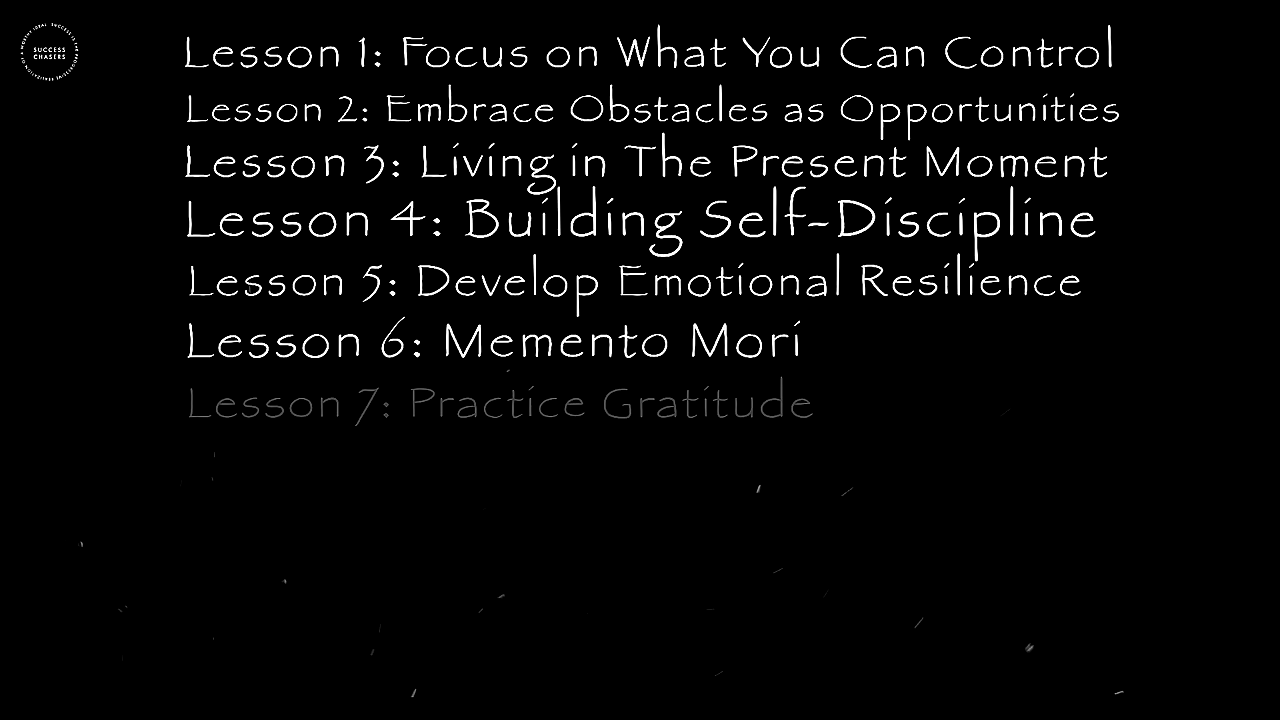 SUCCESS
CHASERS
Lesson 1: Focus on What You Can Control
Lesson 2: Embrace Obstacles as Opportunities
Lesson 3: Living in The Present Moment
Lesson 4: Building Self-Discipline
Lesson 5: Develop Emotional Resilience
Lesson 6: Memento Mori
Lesson 7: Practice Gratitude